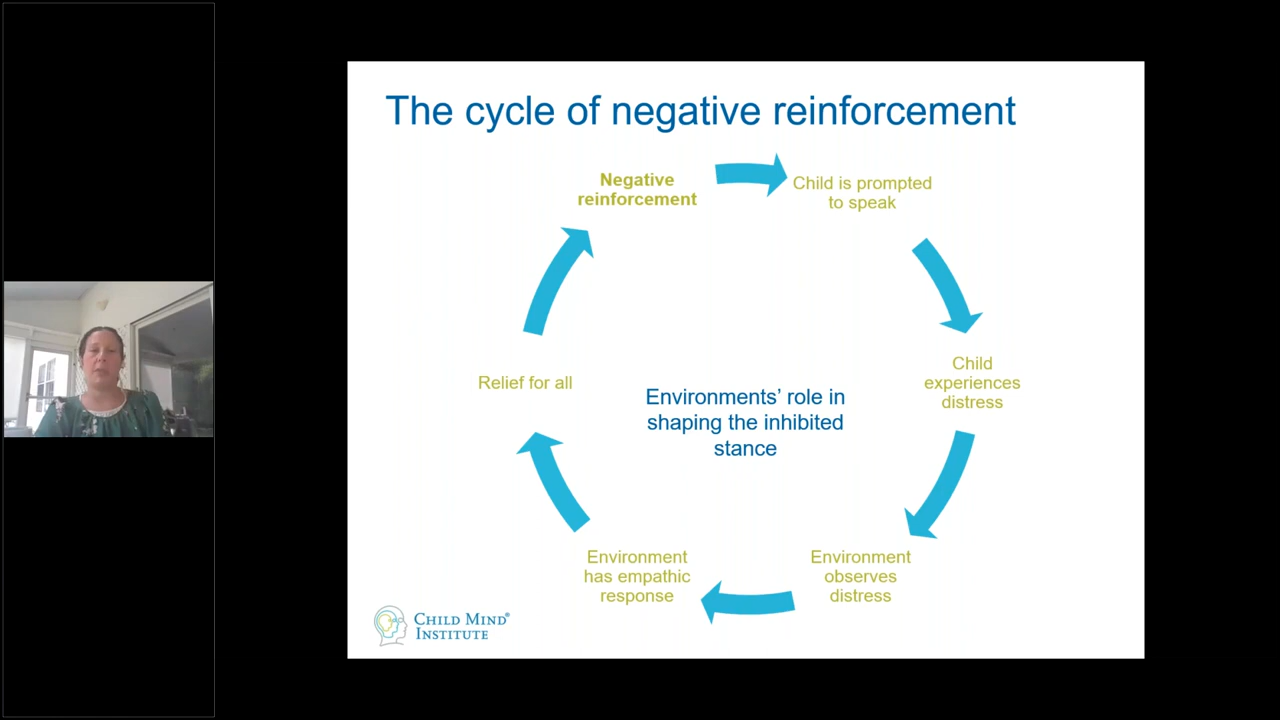 The cycle of negative reinforcement
Negative
reinforcement
Child is prompted
to speak
Child
experiences
distress
Environment
observes
distress
Environment
has empathic
response
Relief for all
Environments’ role in
shaping the inhibited
stance
CHILD MIND®
INSTITUTE